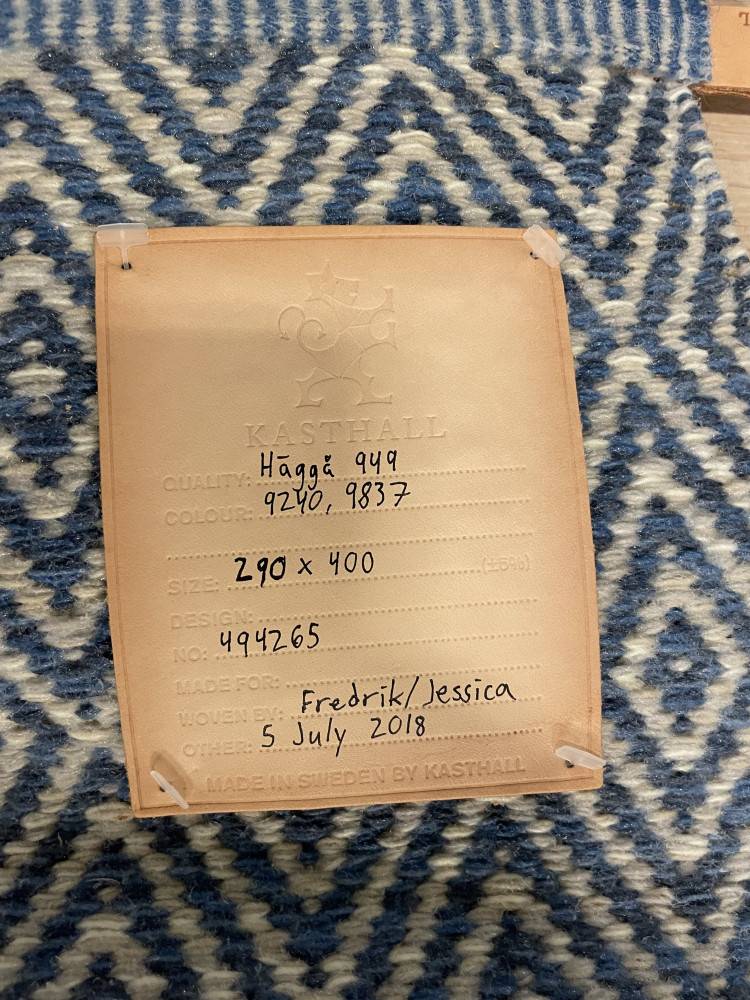 KASTHALL
QUALITY: Häggå 949
COLOUR: 9240, 9837
SIZE: 290 x 400 (±5%)
DESIGN:
NO: 494265
MADE FOR:
WOVEN BY: Fredrik/Jessica
OTHER: 5 July 2018
MADE IN SWEDEN BY KASTHALL
T